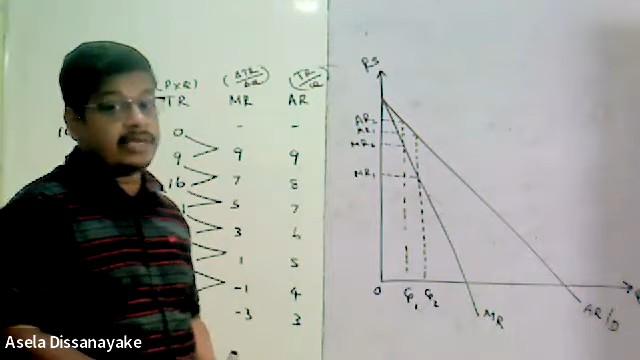 (PxQ) (ΔTR/ΔQ) (TR/Q)
TR MR AR
0 - -
9 9 9
16 7 8
5 7
3 6
1 5
-1 4
-3 3
RS
AR₂
MR₂
MR₁
0 Q₁ Q₂
MR AR/D
Asela Dissanayake